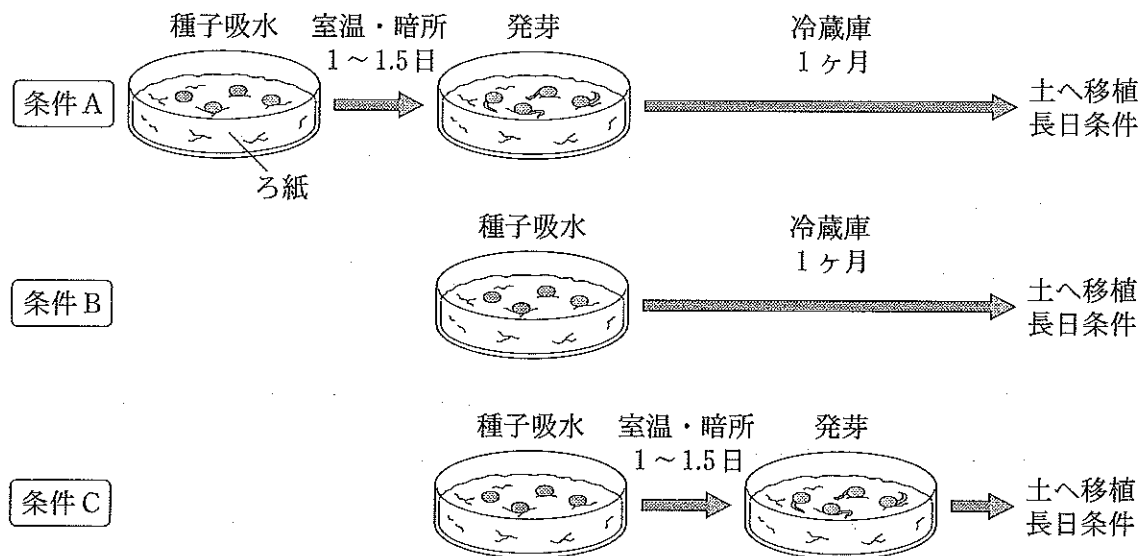 種子吸水 室温・暗所 発芽 冷蔵庫
1～1.5日 1ヶ月
条件A 土へ移植
長日条件
ろ紙
種子吸水 冷蔵庫
1ヶ月
条件B 土へ移植
長日条件
種子吸水 室温・暗所 発芽
1～1.5日
条件C 土へ移植
長日条件